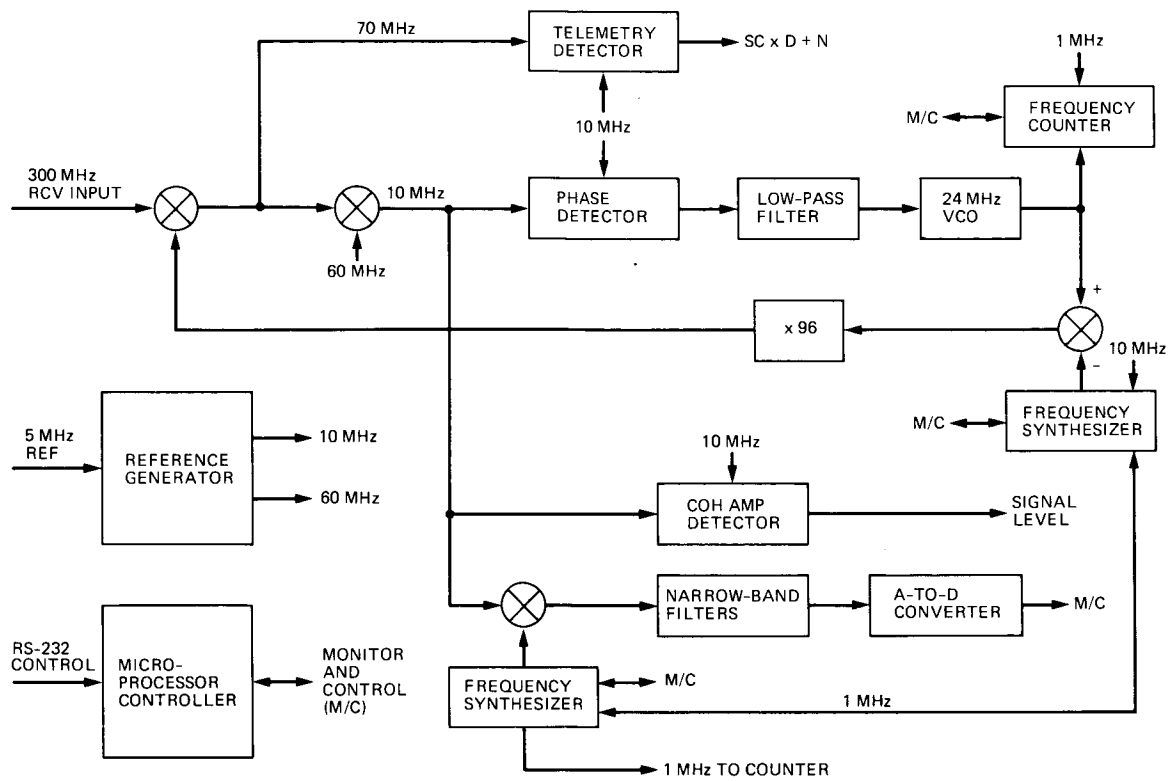 70 MHz
TELEMETRY
DETECTOR
SC x D + N
1 MHz
10 MHz
M/C
FREQUENCY
COUNTER
300 MHz
RCV INPUT
10 MHz
PHASE
DETECTOR
LOW-PASS
FILTER
24 MHz
VCO
60 MHz
+
x 96
−
10 MHz
5 MHz
REF
REFERENCE
GENERATOR
10 MHz
60 MHz
M/C
FREQUENCY
SYNTHESIZER
10 MHz
COH AMP
DETECTOR
SIGNAL
LEVEL
NARROW-BAND
FILTERS
A-TO-D
CONVERTER
M/C
RS-232
CONTROL
MICRO-
PROCESSOR
CONTROLLER
MONITOR
AND
CONTROL
(M/C)
FREQUENCY
SYNTHESIZER
M/C
1 MHz
1 MHz TO COUNTER